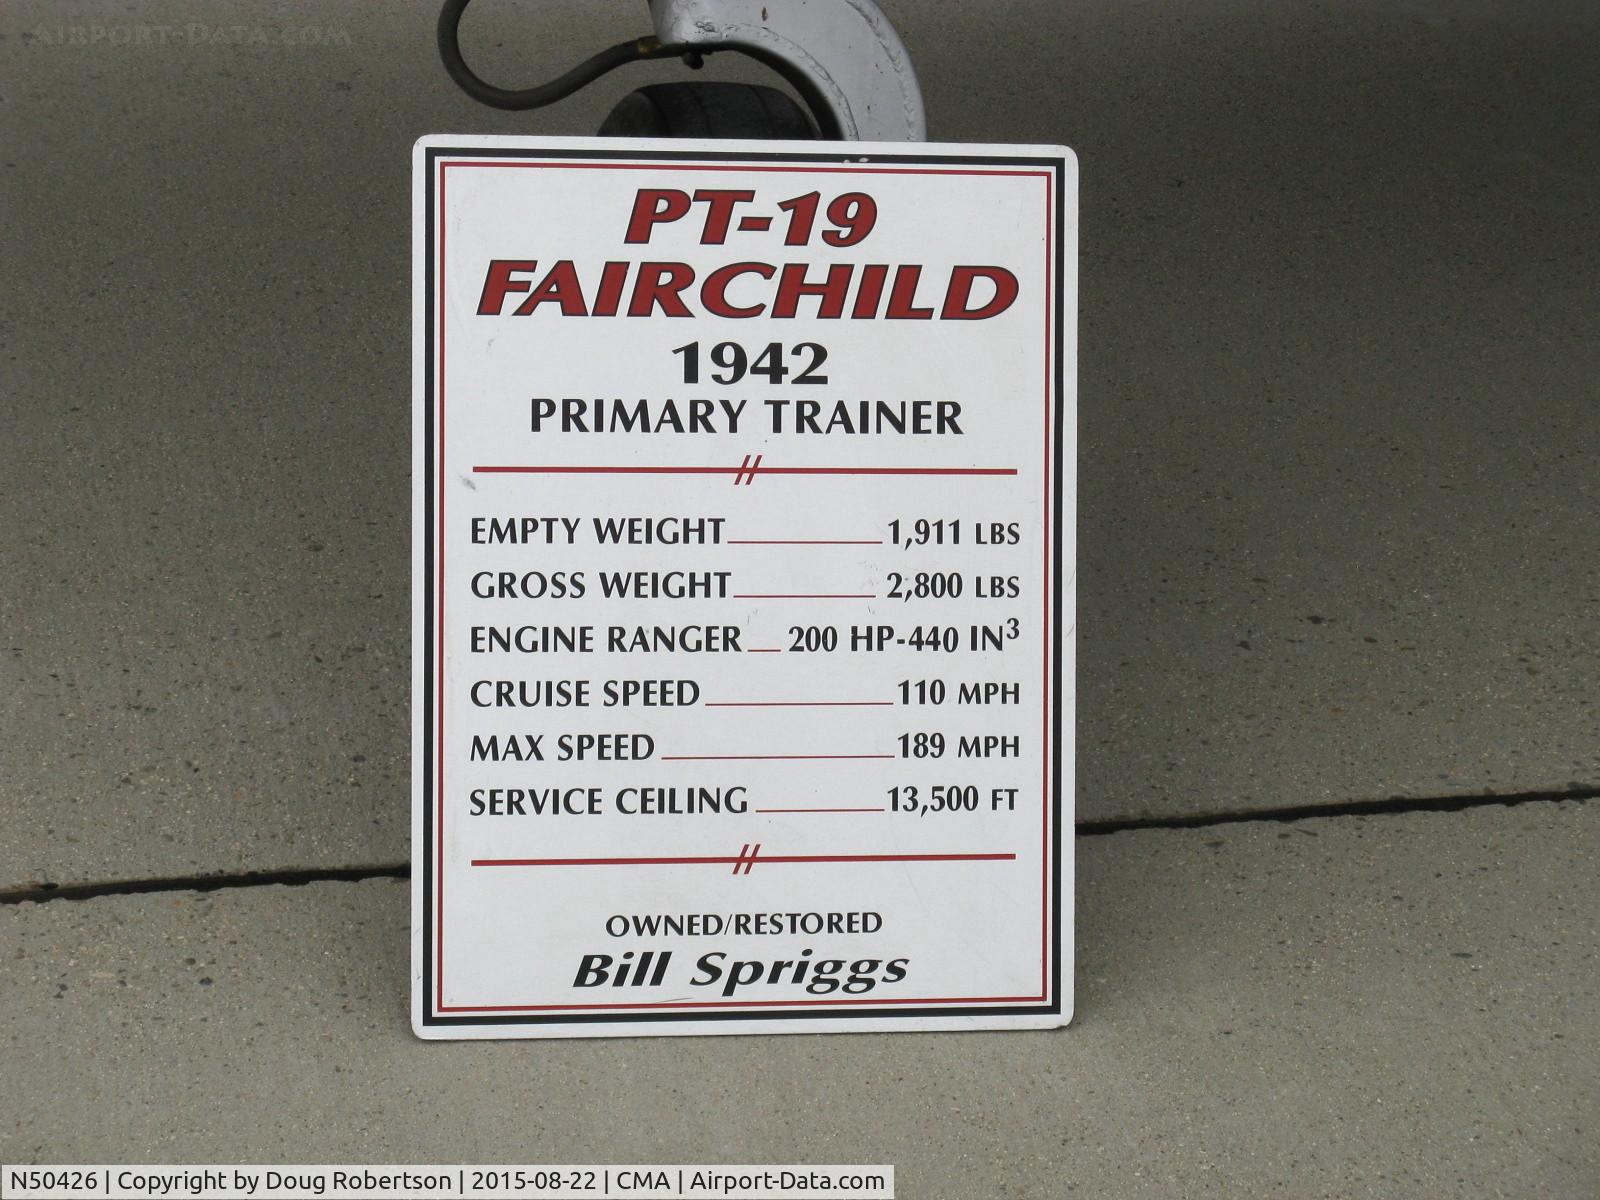 AIRPORT-DATA.COM
PT-19
FAIRCHILD
1942
PRIMARY TRAINER
EMPTY WEIGHT 1,911 LBS
GROSS WEIGHT 2,800 LBS
ENGINE RANGER 200 HP-440 IN³
CRUISE SPEED 110 MPH
MAX SPEED 189 MPH
SERVICE CEILING 13,500 FT
OWNED/RESTORED
Bill Spriggs
N50426 | Copyright by Doug Robertson | 2015-08-22 | CMA | Airport-Data.com